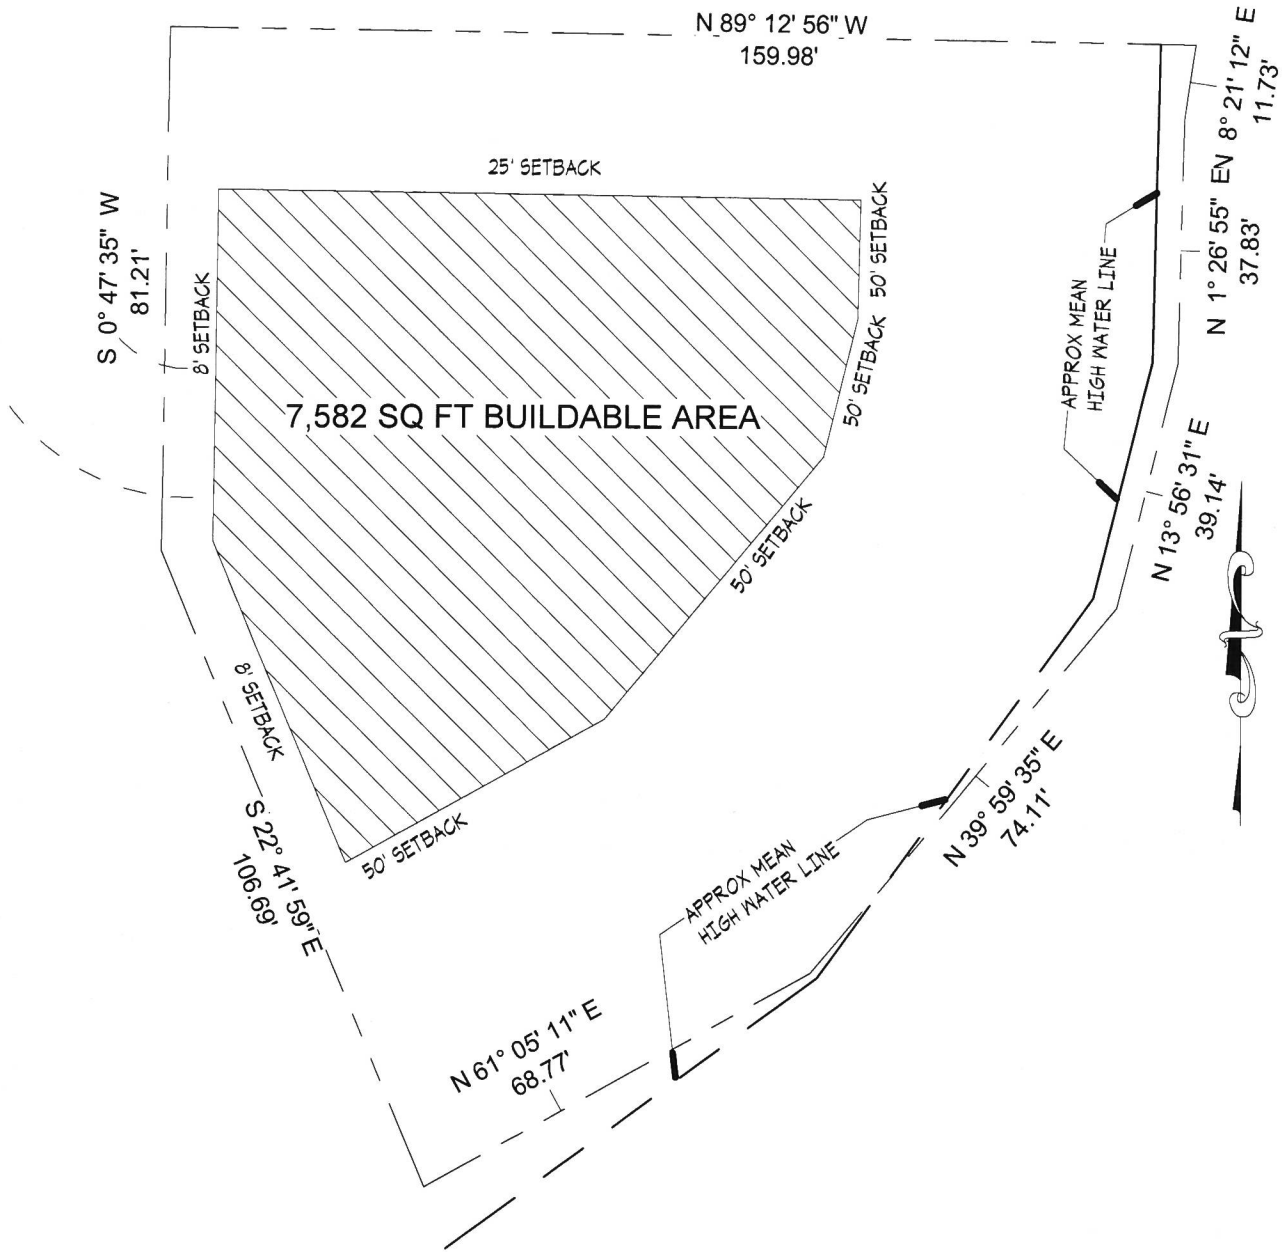 N 89° 12' 56" W
159.98'
N 8° 21' 12" E
11.73'
25' SETBACK
S 0° 47' 35" W
81.21'
8' SETBACK
50' SETBACK
N 1° 26' 55" E
37.83'
APPROX MEAN
HIGH WATER LINE
50' SETBACK
7,582 SQ FT BUILDABLE AREA
N 13° 56' 31" E
39.14'
50' SETBACK
8' SETBACK
S 22° 41' 59" E
106.69'
50' SETBACK
N 39° 59' 35" E
74.11'
APPROX MEAN
HIGH WATER LINE
N 61° 05' 11" E
68.77'